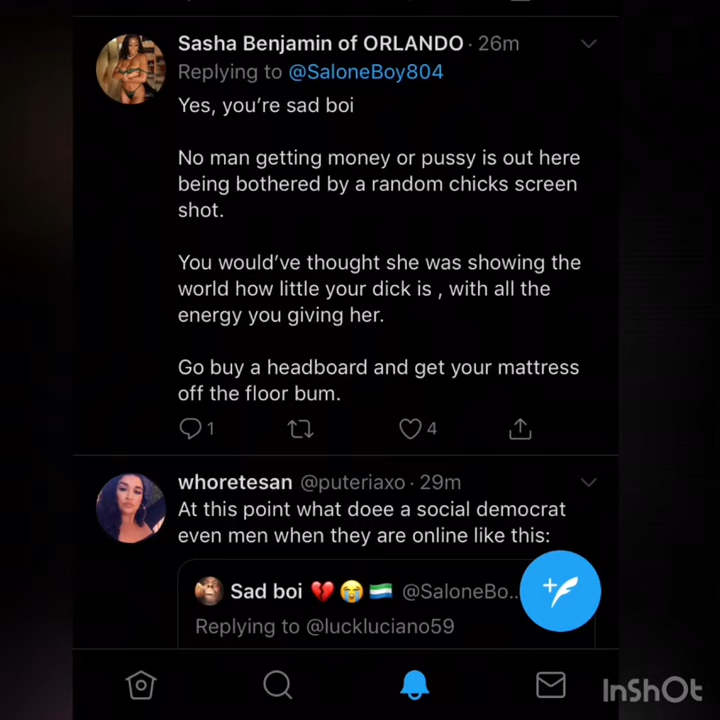 Sasha Benjamin of ORLANDO · 26m
Replying to @SaloneBoy804
Yes, you're sad boi
No man getting money or pussy is out here
being bothered by a random chicks screen
shot.
You would've thought she was showing the
world how little your dick is , with all the
energy you giving her.
Go buy a headboard and get your mattress
off the floor bum.
1
4
whoretesan @puteriaxo · 29m
At this point what doee a social democrat
even men when they are online like this:
Sad boi 💔😭🇸🇱 @SaloneBo..
Replying to @luckluciano59
InShOt